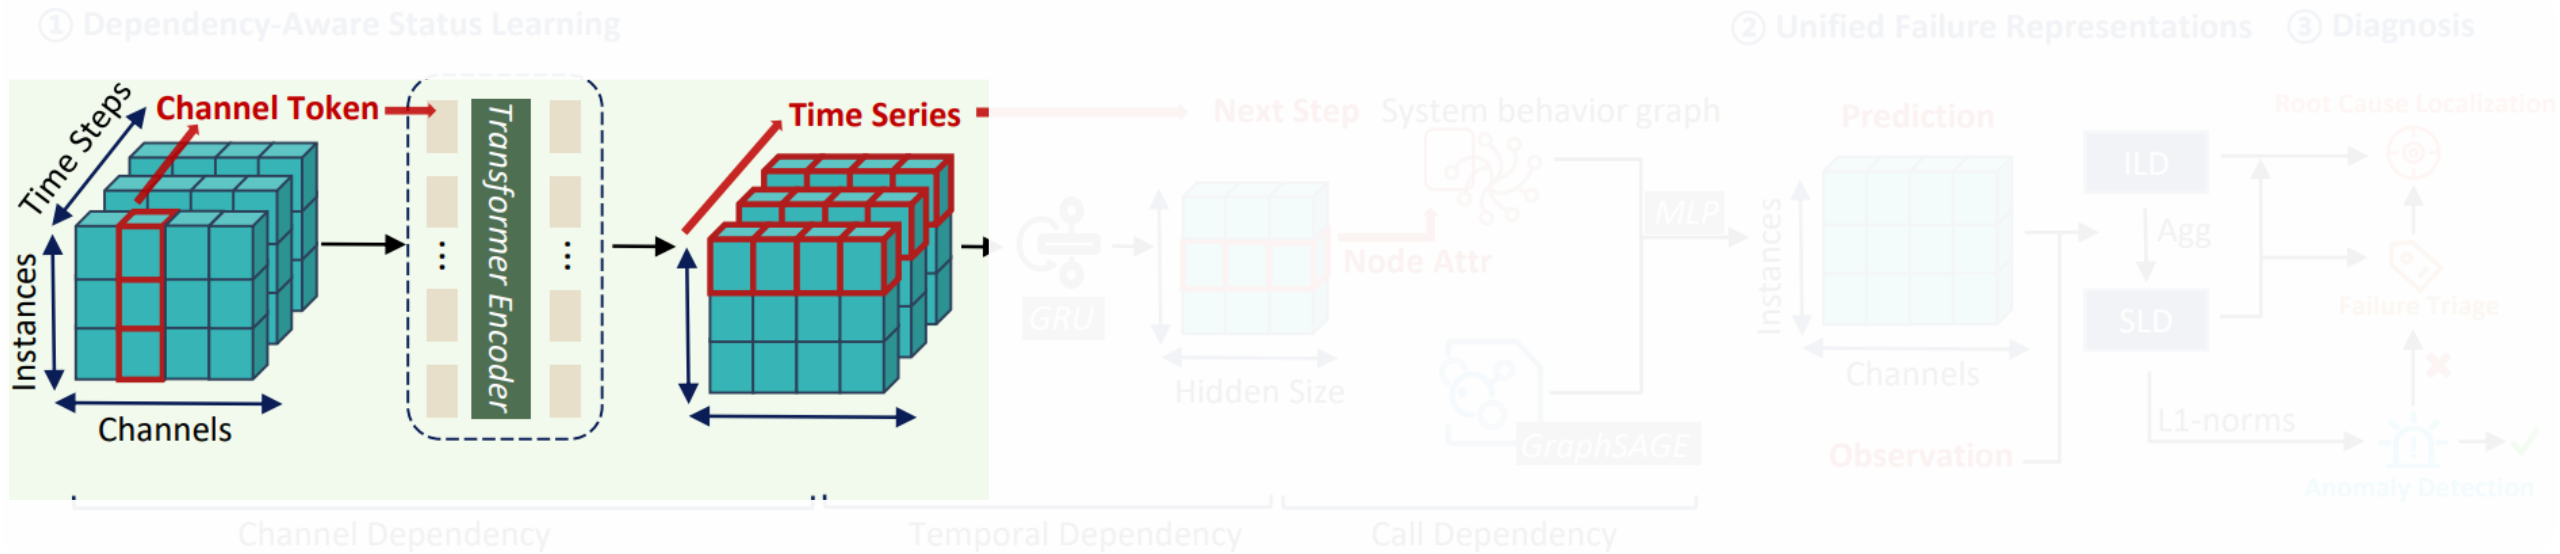 ① Dependency-Aware Status Learning
② Unified Failure Representations
③ Diagnosis
Time Steps
Channel Token
Instances
Channels
Transformer Encoder
Time Series
Next Step
System behavior graph
GRU
Hidden Size
Node Attr
MLP
GraphSAGE
Prediction
Instances
Channels
Observation
ILD
Agg
SLD
L1-norms
Root Cause Localization
Failure Triage
Anomaly Detection
Channel Dependency
Temporal Dependency
Call Dependency